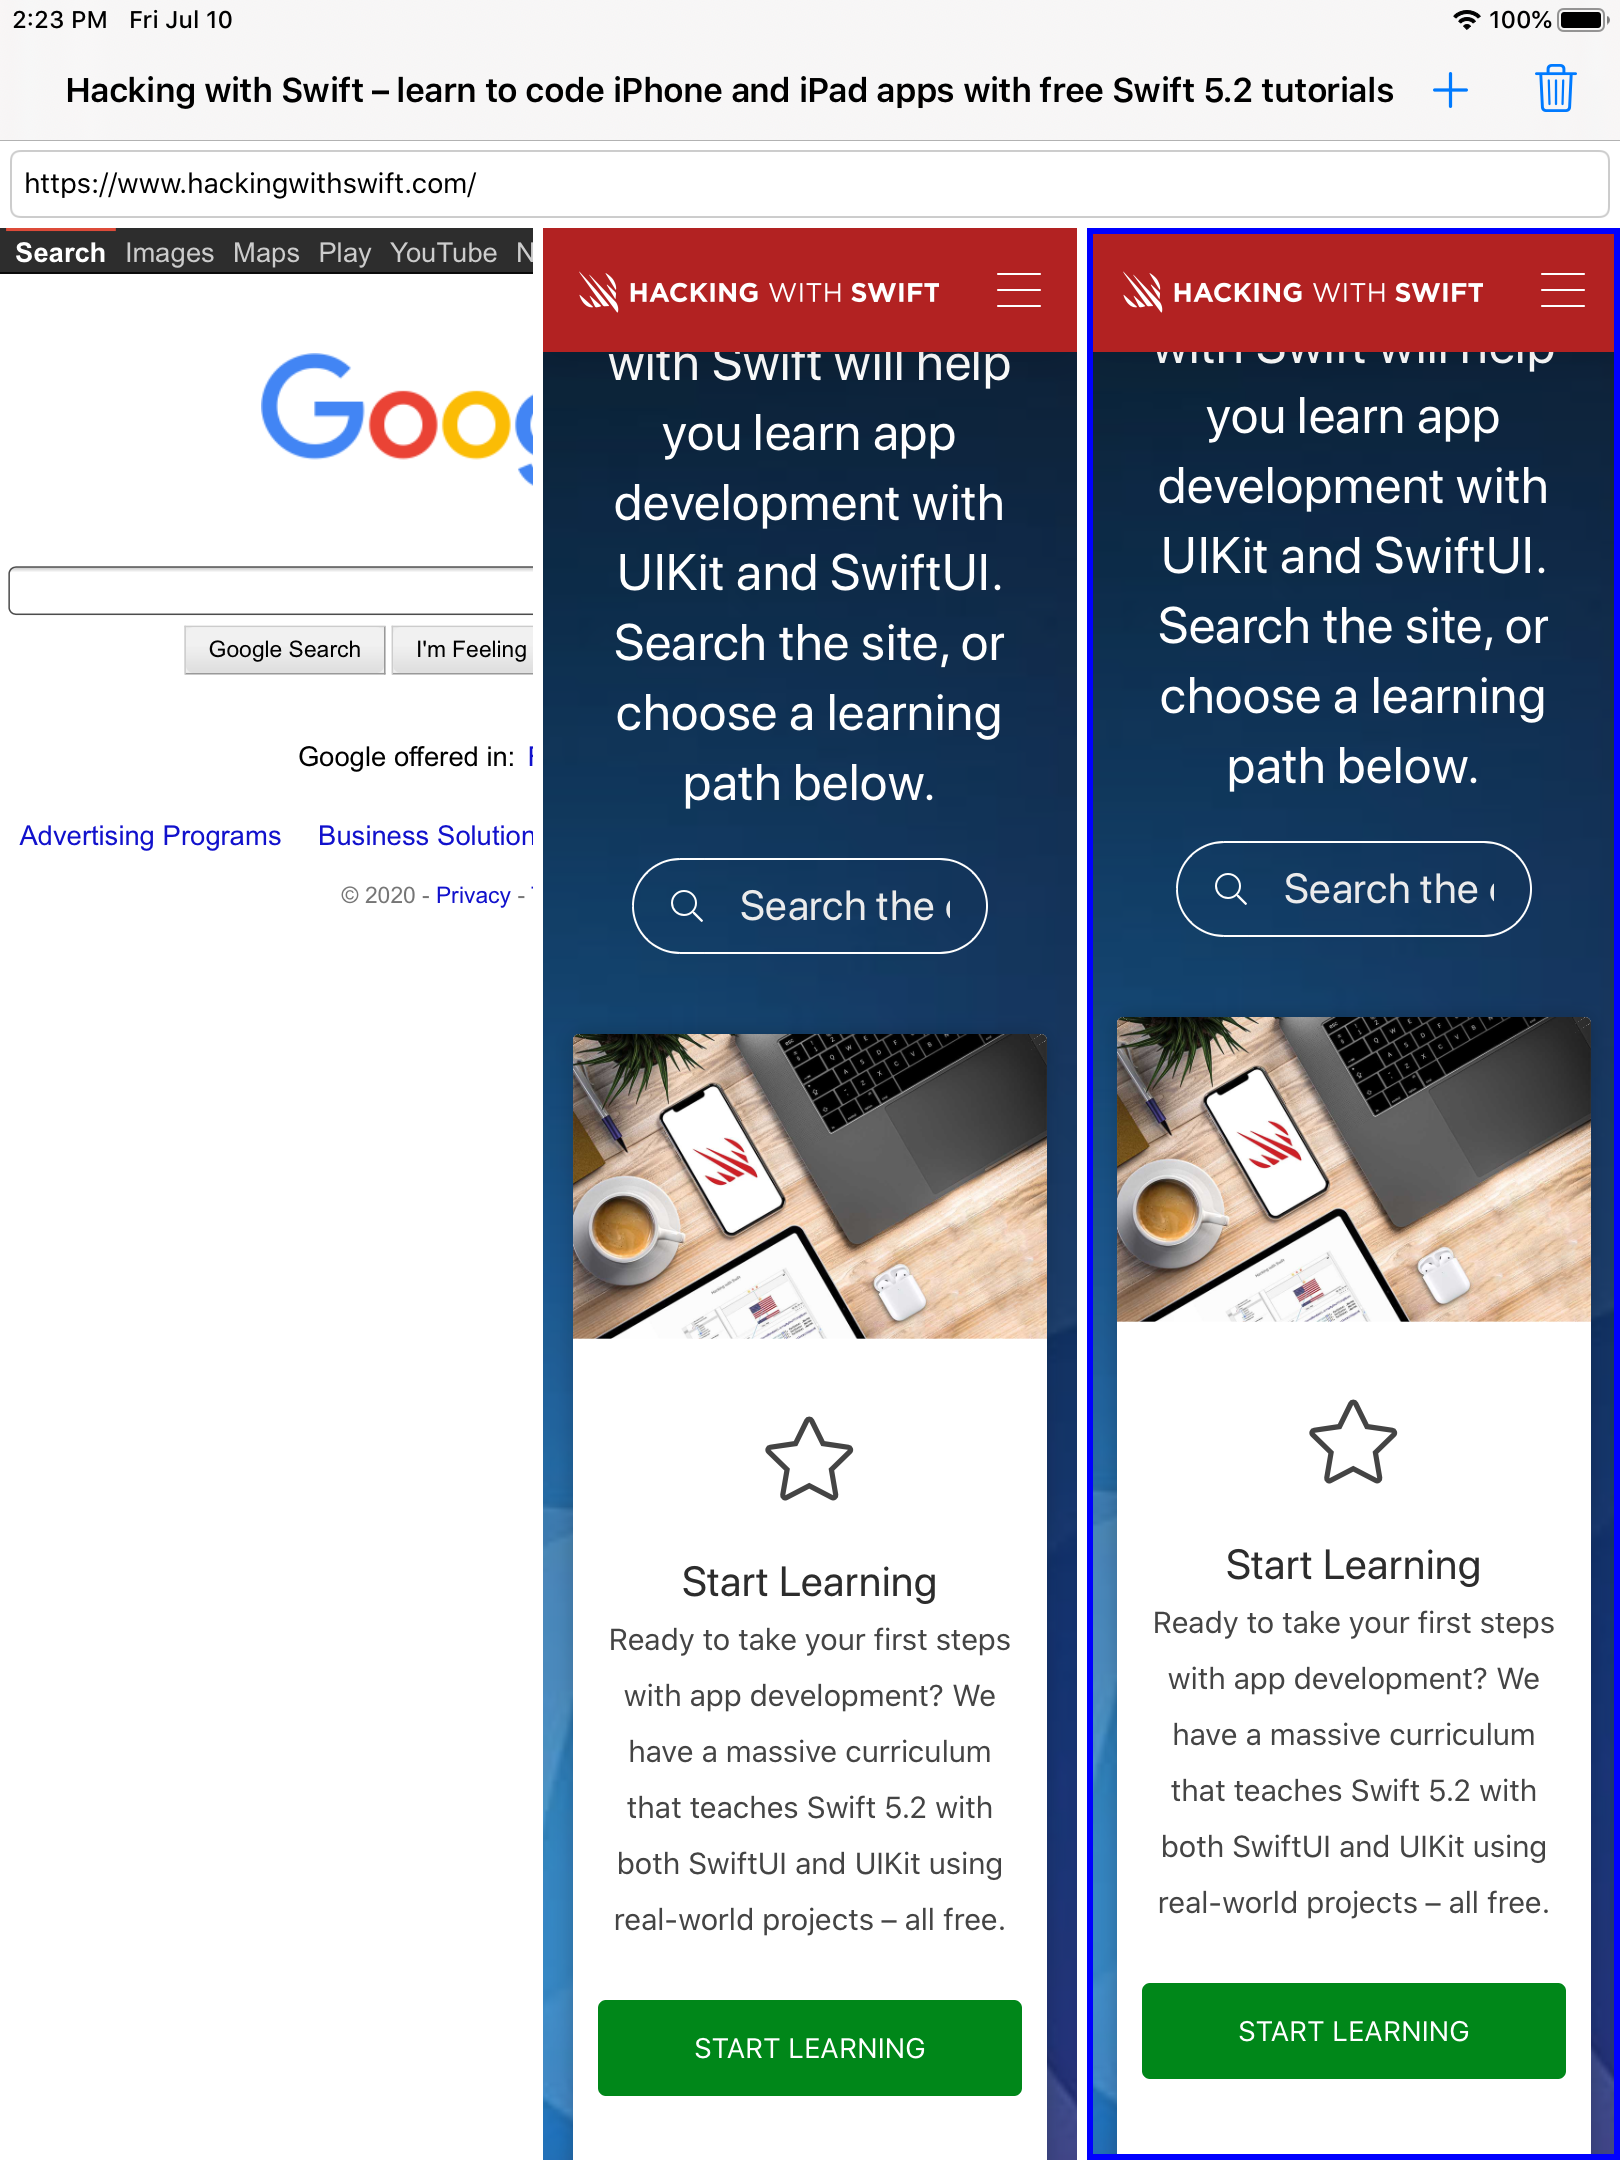 2:23 PM Fri Jul 10 100%
Hacking with Swift – learn to code iPhone and iPad apps with free Swift 5.2 tutorials
https://www.hackingwithswift.com/
Search Images Maps Play YouTube N
Goog
Google Search I'm Feeling
Google offered in:
Advertising Programs Business Solution
© 2020 - Privacy -
HACKING WITH SWIFT
with Swift will help
you learn app
development with
UIKit and SwiftUI.
Search the site, or
choose a learning
path below.
Search the
Start Learning
Ready to take your first steps
with app development? We
have a massive curriculum
that teaches Swift 5.2 with
both SwiftUI and UIKit using
real-world projects – all free.
START LEARNING
HACKING WITH SWIFT
with Swift will help
you learn app
development with
UIKit and SwiftUI.
Search the site, or
choose a learning
path below.
Search the
Start Learning
Ready to take your first steps
with app development? We
have a massive curriculum
that teaches Swift 5.2 with
both SwiftUI and UIKit using
real-world projects – all free.
START LEARNING